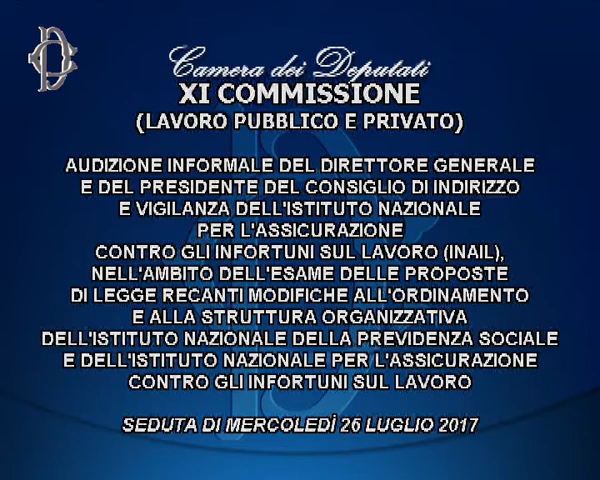 Camera dei Deputati
XI COMMISSIONE
(LAVORO PUBBLICO E PRIVATO)
AUDIZIONE INFORMALE DEL DIRETTORE GENERALE
E DEL PRESIDENTE DEL CONSIGLIO DI INDIRIZZO
E VIGILANZA DELL'ISTITUTO NAZIONALE
PER L'ASSICURAZIONE
CONTRO GLI INFORTUNI SUL LAVORO (INAIL),
NELL'AMBITO DELL'ESAME DELLE PROPOSTE
DI LEGGE RECANTI MODIFICHE ALL'ORDINAMENTO
E ALLA STRUTTURA ORGANIZZATIVA
DELL'ISTITUTO NAZIONALE DELLA PREVIDENZA SOCIALE
E DELL'ISTITUTO NAZIONALE PER L'ASSICURAZIONE
CONTRO GLI INFORTUNI SUL LAVORO
SEDUTA DI MERCOLEDÌ 26 LUGLIO 2017